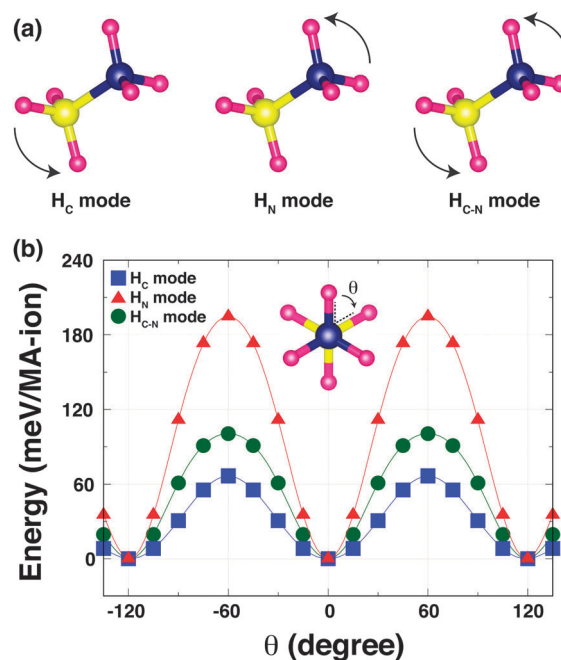 (a)
H_C mode H_N mode H_C-N mode
(b)
240
180
120
60
0
Energy (meV/MA-ion)
H_C mode
H_N mode
H_C-N mode
θ
-120 -60 0 60 120
θ (degree)